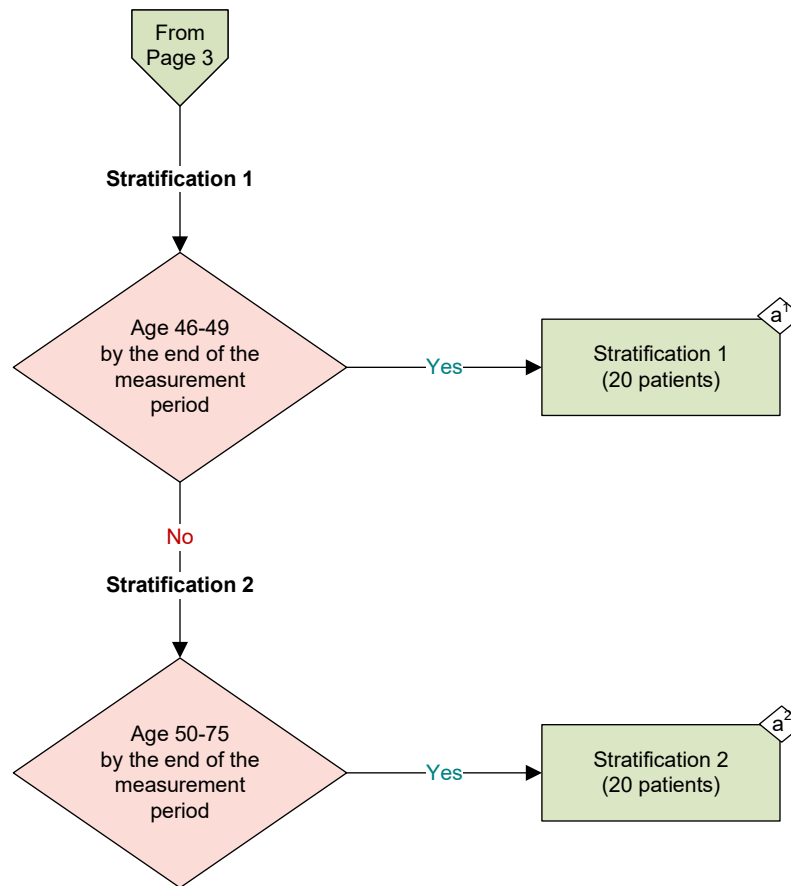 From
Page 3
Stratification 1
Age 46-49
by the end of the
measurement
period
Yes
a¹
Stratification 1
(20 patients)
No
Stratification 2
Age 50-75
by the end of the
measurement
period
Yes
a²
Stratification 2
(20 patients)